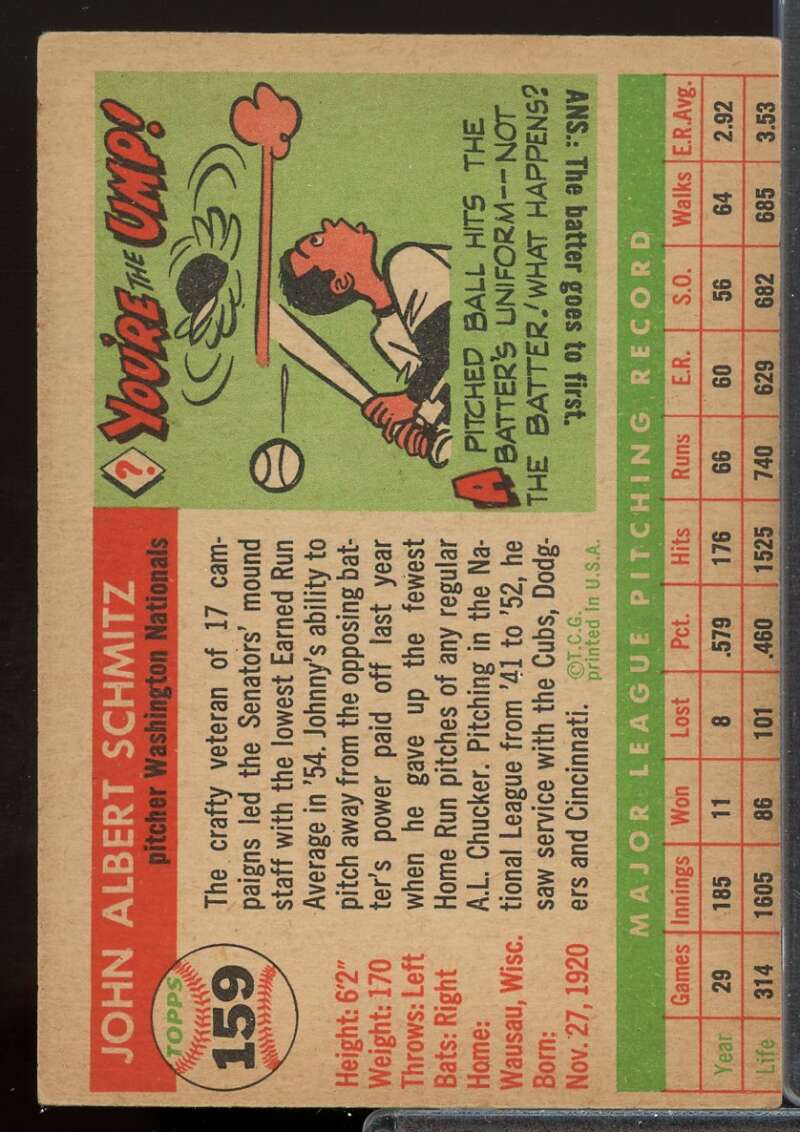 TOPPS
159
JOHN ALBERT SCHMITZ
pitcher Washington Nationals
Height: 6'2"
Weight: 170
Throws: Left
Bats: Right
Home:
Wausau, Wisc.
Born:
Nov. 27, 1920
The crafty veteran of 17 cam-
paigns led the Senators' mound
staff with the lowest Earned Run
Average in '54. Johnny's ability to
pitch away from the opposing bat-
ter's power paid off last year
when he gave up the fewest
Home Run pitches of any regular
A.L. Chucker. Pitching in the Na-
tional League from '41 to '52, he
saw service with the Cubs, Dodg-
ers and Cincinnati.
©T.C.G.
printed in U.S.A.
? YOU'RE THE UMP!
A PITCHED BALL HITS THE
BATTER'S UNIFORM--NOT
THE BATTER! WHAT HAPPENS?
ANS.: The batter goes to first.
MAJOR LEAGUE PITCHING RECORD
Games Innings Won Lost Pct. Hits Runs E.R. S.O. Walks E.R.Avg.
Year 29 185 11 8 .579 176 66 60 56 64 2.92
Life 314 1605 86 101 .460 1525 740 629 682 685 3.53